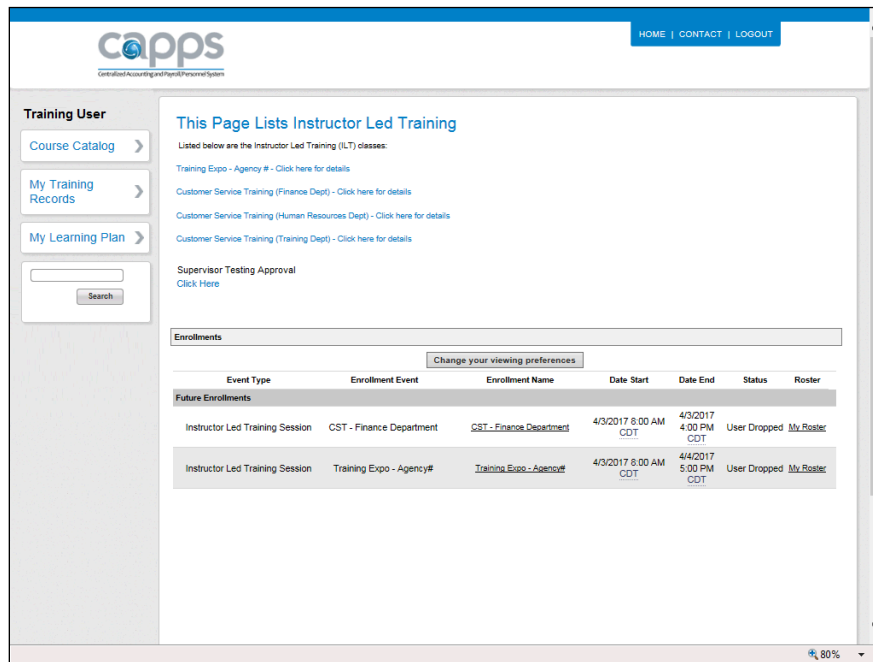 HOME | CONTACT | LOGOUT
capps
Centralized Accounting and Payroll/Personnel System
Training User
Course Catalog
My Training
Records
My Learning Plan
Search
This Page Lists Instructor Led Training
Listed below are the Instructor Led Training (ILT) classes:
Training Expo - Agency # - Click here for details
Customer Service Training (Finance Dept) - Click here for details
Customer Service Training (Human Resources Dept) - Click here for details
Customer Service Training (Training Dept) - Click here for details
Supervisor Testing Approval
Click Here
Enrollments
Change your viewing preferences
Event Type Enrollment Event Enrollment Name Date Start Date End Status Roster
Future Enrollments
Instructor Led Training Session CST - Finance Department CST - Finance Department 4/3/2017 8:00 AM CDT 4/3/2017 4:00 PM CDT User Dropped My Roster
Instructor Led Training Session Training Expo - Agency# Training Expo - Agency# 4/3/2017 8:00 AM CDT 4/4/2017 5:00 PM CDT User Dropped My Roster
80%